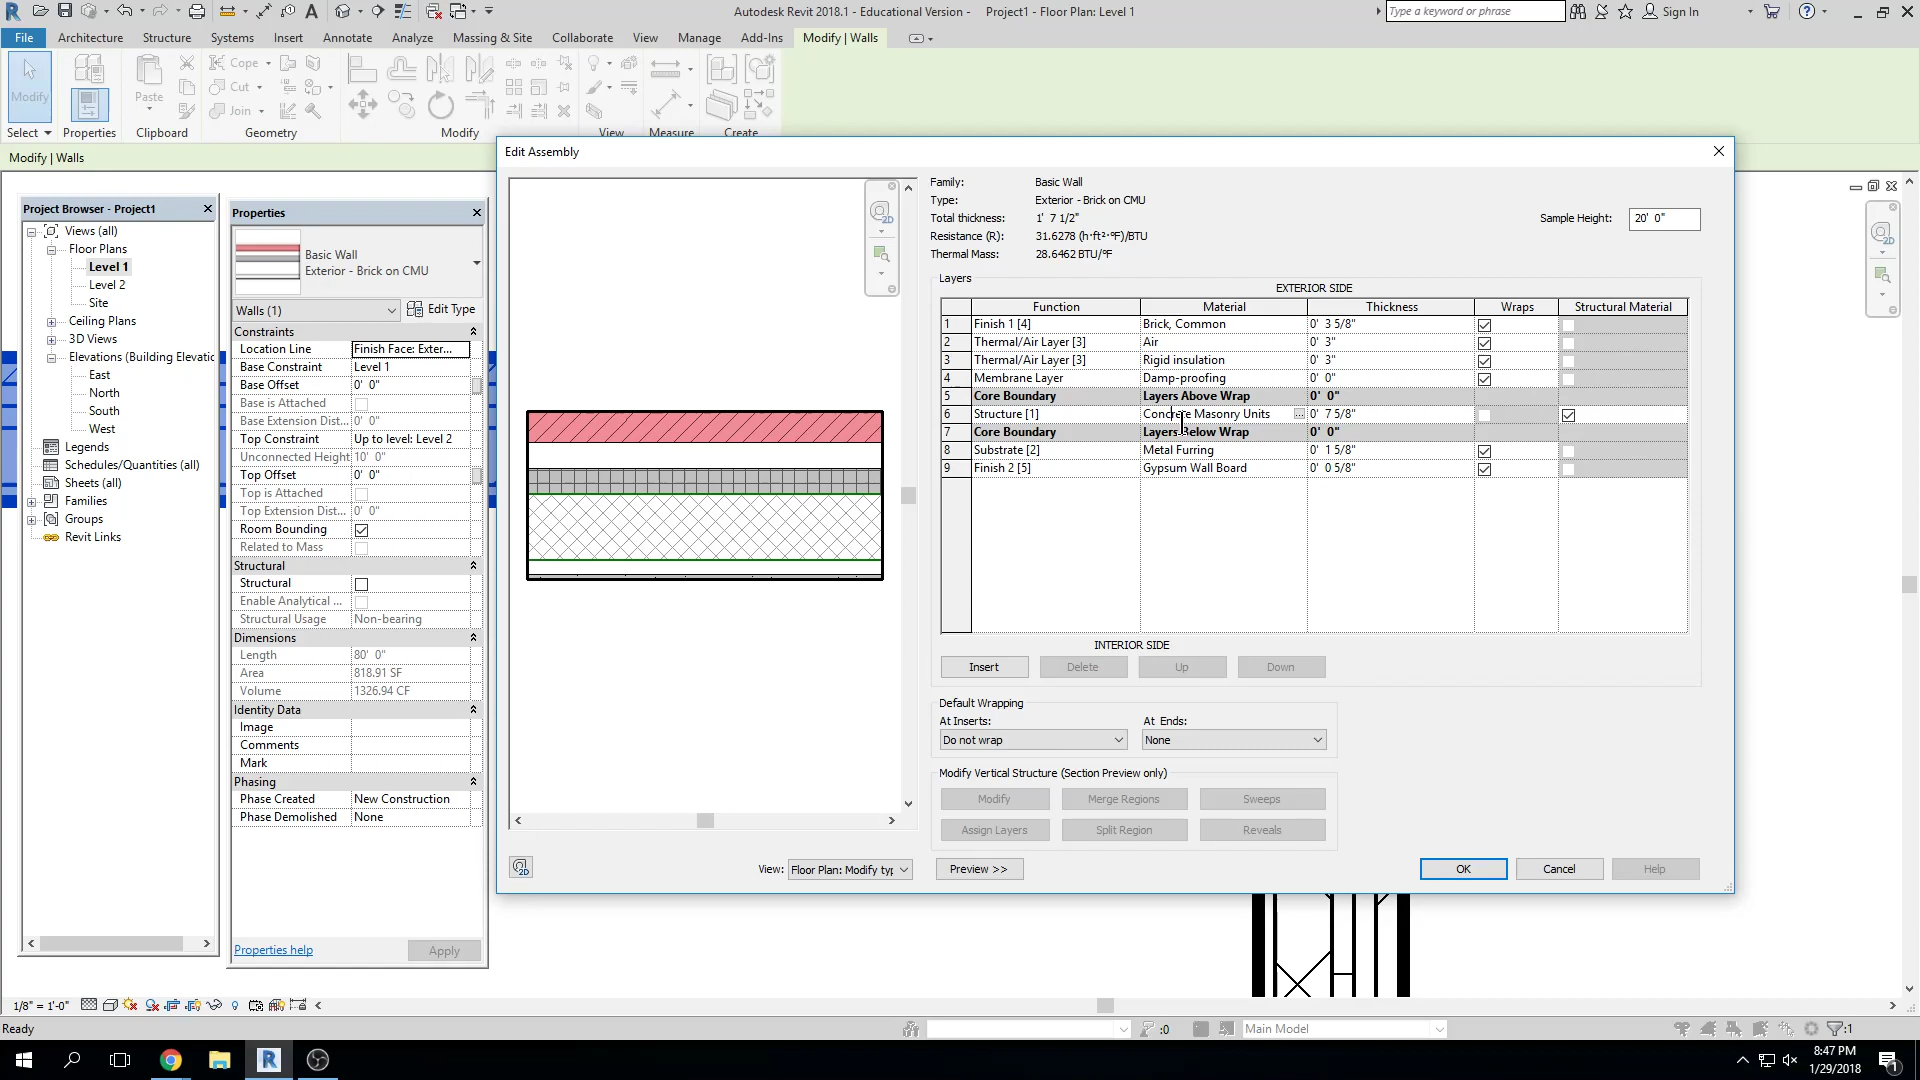 Autodesk Revit 2018.1 - Educational Version - Project1 - Floor Plan: Level 1
Type a keyword or phrase
Sign In
File Architecture Structure Systems Insert Annotate Analyze Massing & Site Collaborate View Manage Add-Ins Modify | Walls
Modify
Paste
Cope
Cut
Join
Select Properties Clipboard Geometry Modify View Measure Create
Modify | Walls
Project Browser - Project1
Views (all)
Floor Plans
Level 1
Level 2
Site
Ceiling Plans
3D Views
Elevations (Building Elevatic
East
North
South
West
Legends
Schedules/Quantities (all)
Sheets (all)
Families
Groups
Revit Links
Properties
Basic Wall
Exterior - Brick on CMU
Walls (1)
Edit Type
Constraints
Location Line Finish Face: Exter...
Base Constraint Level 1
Base Offset 0' 0"
Base is Attached
Base Extension Dist... 0' 0"
Top Constraint Up to level: Level 2
Unconnected Height 10' 0"
Top Offset 0' 0"
Top is Attached
Top Extension Dist... 0' 0"
Room Bounding
Related to Mass
Structural
Structural
Enable Analytical ...
Structural Usage Non-bearing
Dimensions
Length 80' 0"
Area 818.91 SF
Volume 1326.94 CF
Identity Data
Image
Comments
Mark
Phasing
Phase Created New Construction
Phase Demolished None
Properties help
Apply
Edit Assembly
Family: Basic Wall
Type: Exterior - Brick on CMU
Total thickness: 1' 7 1/2"
Sample Height: 20' 0"
Resistance (R): 31.6278 (h·ft²·°F)/BTU
Thermal Mass: 28.6462 BTU/°F
Layers
EXTERIOR SIDE
Function Material Thickness Wraps Structural Material
1 Finish 1 [4] Brick, Common 0' 3 5/8"
2 Thermal/Air Layer [3] Air 0' 3"
3 Thermal/Air Layer [3] Rigid insulation 0' 3"
4 Membrane Layer Damp-proofing 0' 0"
5 Core Boundary Layers Above Wrap 0' 0"
6 Structure [1] Concrete Masonry Units ... 0' 7 5/8"
7 Core Boundary Layers Below Wrap 0' 0"
8 Substrate [2] Metal Furring 0' 1 5/8"
9 Finish 2 [5] Gypsum Wall Board 0' 0 5/8"
INTERIOR SIDE
Insert Delete Up Down
Default Wrapping
At Inserts: At Ends:
Do not wrap None
Modify Vertical Structure (Section Preview only)
Modify Merge Regions Sweeps
Assign Layers Split Region Reveals
View: Floor Plan: Modify typ
Preview >>
OK Cancel Help
1/8" = 1'-0"
Ready
:0
Main Model
:1
8:47 PM
1/29/2018
1